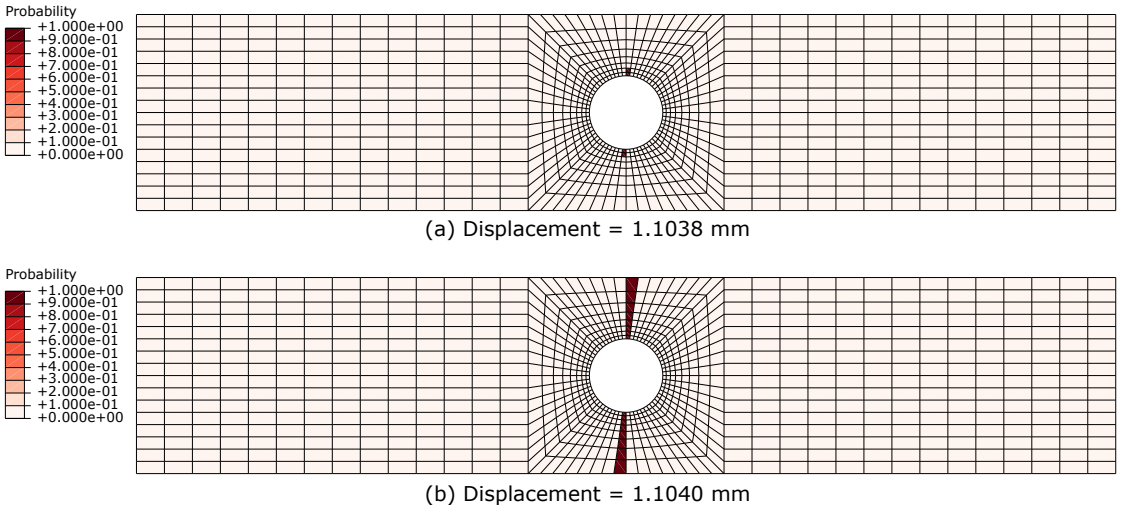 Probability
+1.000e+00
+9.000e-01
+8.000e-01
+7.000e-01
+6.000e-01
+5.000e-01
+4.000e-01
+3.000e-01
+2.000e-01
+1.000e-01
+0.000e+00
(a) Displacement = 1.1038 mm
Probability
+1.000e+00
+9.000e-01
+8.000e-01
+7.000e-01
+6.000e-01
+5.000e-01
+4.000e-01
+3.000e-01
+2.000e-01
+1.000e-01
+0.000e+00
(b) Displacement = 1.1040 mm